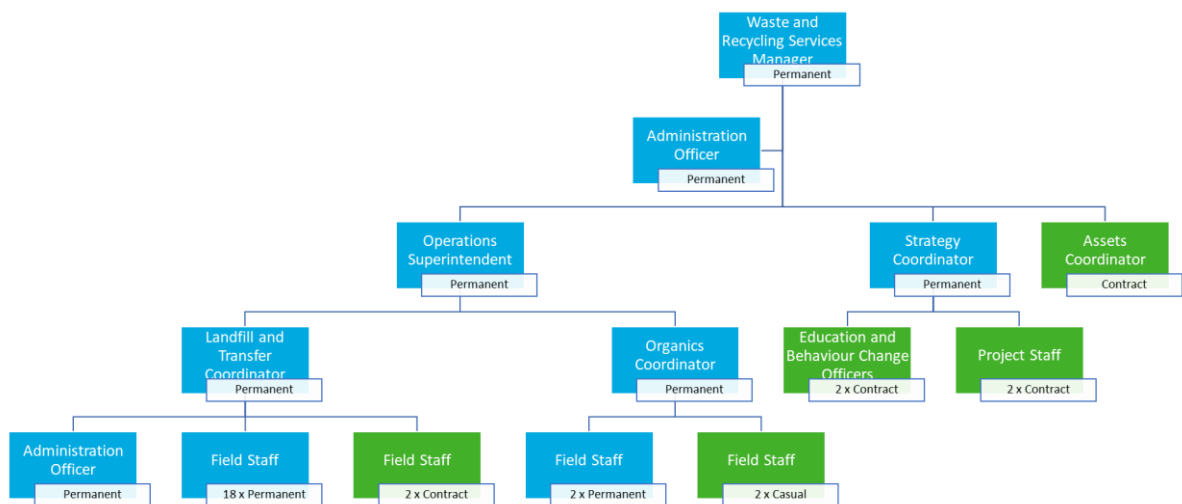 Waste and
Recycling Services
Manager
Permanent
Administration
Officer
Permanent
Operations
Superintendent
Permanent
Strategy
Coordinator
Permanent
Assets
Coordinator
Contract
Landfill and
Transfer
Coordinator
Permanent
Organics
Coordinator
Permanent
Education and
Behaviour Change
Officers
2 x Contract
Project Staff
2 x Contract
Administration
Officer
Permanent
Field Staff
18 x Permanent
Field Staff
2 x Contract
Field Staff
2 x Permanent
Field Staff
2 x Casual